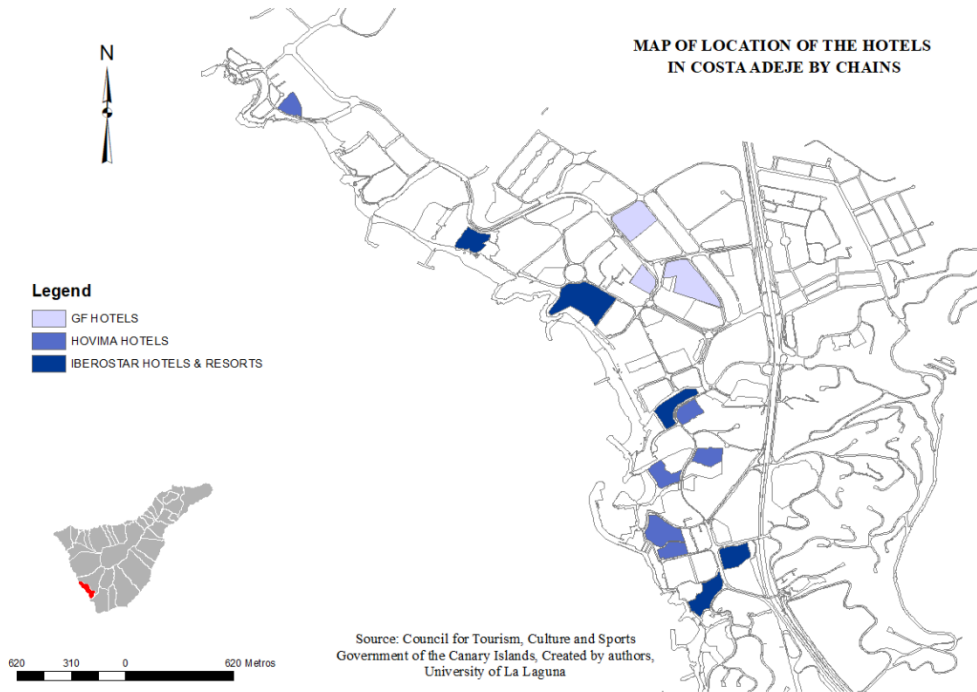 MAP OF LOCATION OF THE HOTELS
IN COSTA ADEJE BY CHAINS
N
Legend
GF HOTELS
HOVIMA HOTELS
IBEROSTAR HOTELS & RESORTS
Source: Council for Tourism, Culture and Sports
Government of the Canary Islands, Created by authors,
University of La Laguna
620 310 0 620 Metros